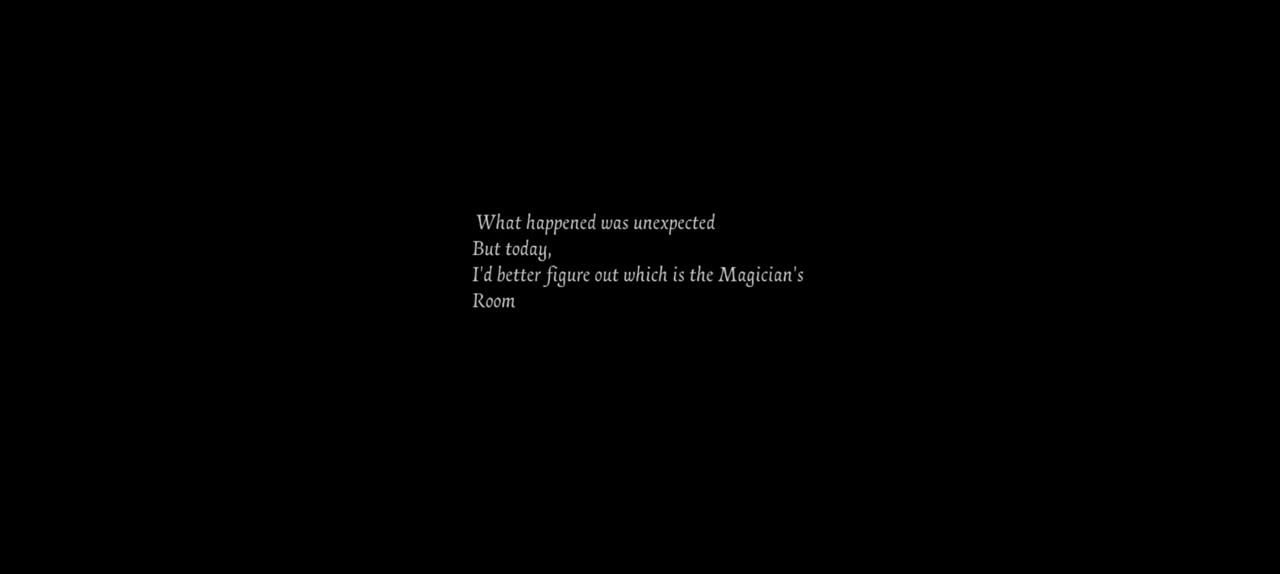 What happened was unexpected
But today,
I'd better figure out which is the Magician's
Room